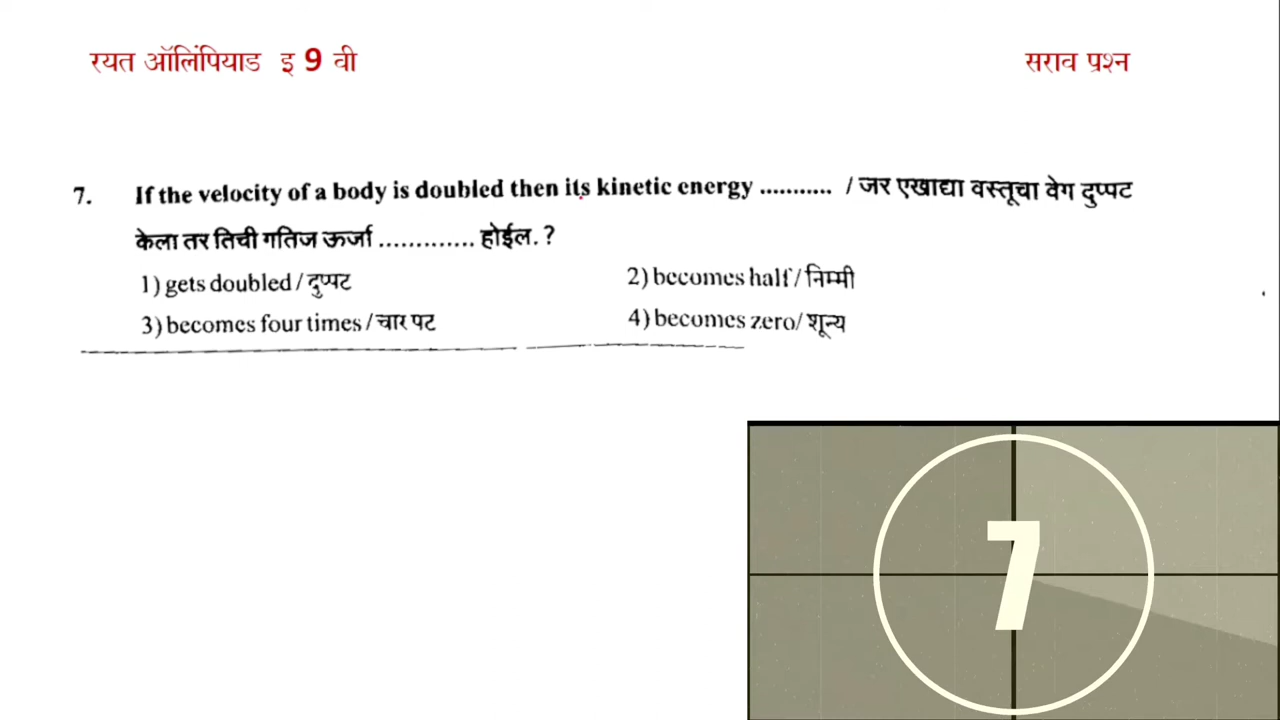 रयत ऑलिंपियाड इ 9 वी
सराव प्रश्न
7. If the velocity of a body is doubled then its kinetic energy ........... / जर एखाद्या वस्तूचा वेग दुप्पट
केला तर तिची गतिज ऊर्जा ............. होईल. ?
1) gets doubled / दुप्पट 2) becomes half / निम्मी
3) becomes four times / चार पट 4) becomes zero/ शून्य
7